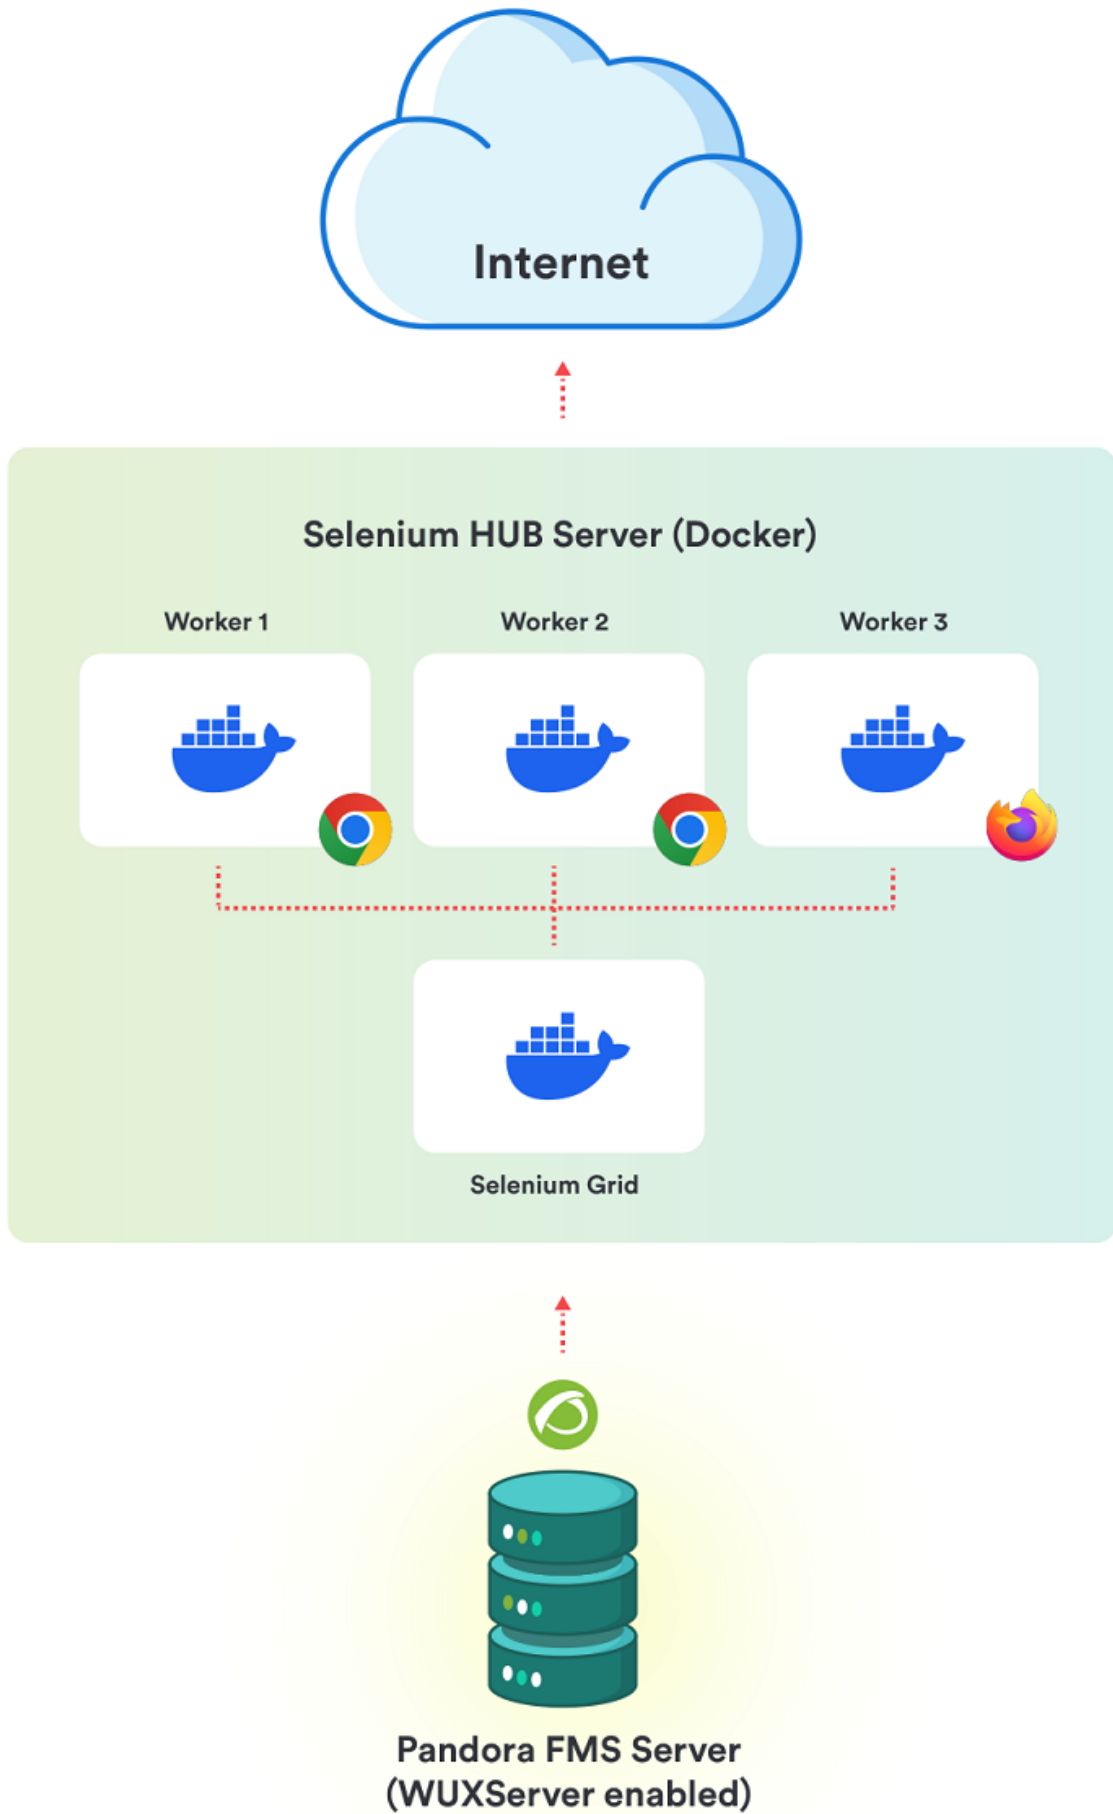 Internet
Selenium HUB Server (Docker)
Worker 1
Worker 2
Worker 3
Selenium Grid
Pandora FMS Server
(WUXServer enabled)